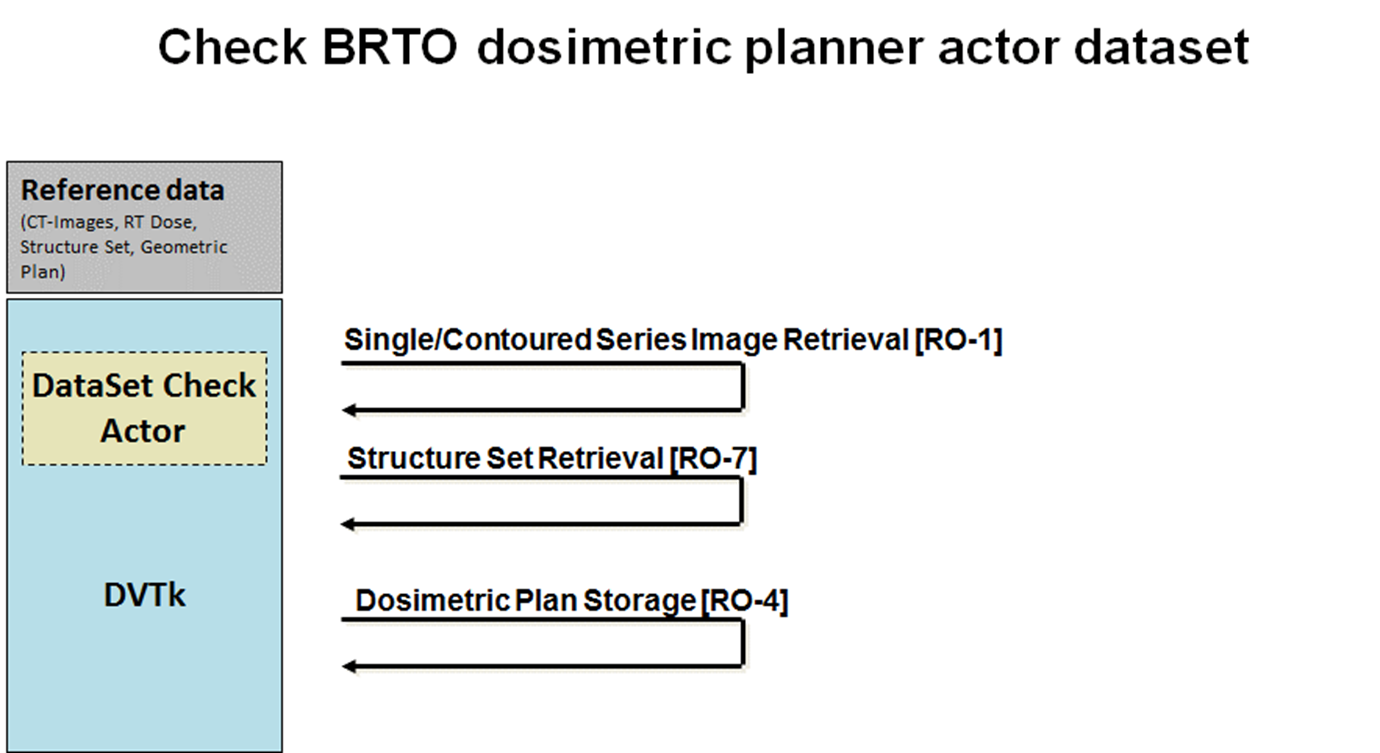 Check BRTO dosimetric planner actor dataset
Reference data
(CT-Images, RT Dose,
Structure Set, Geometric
Plan)
Single/Contoured Series Image Retrieval [RO-1]
DataSet Check
Actor
Structure Set Retrieval [RO-7]
DVTk
Dosimetric Plan Storage [RO-4]